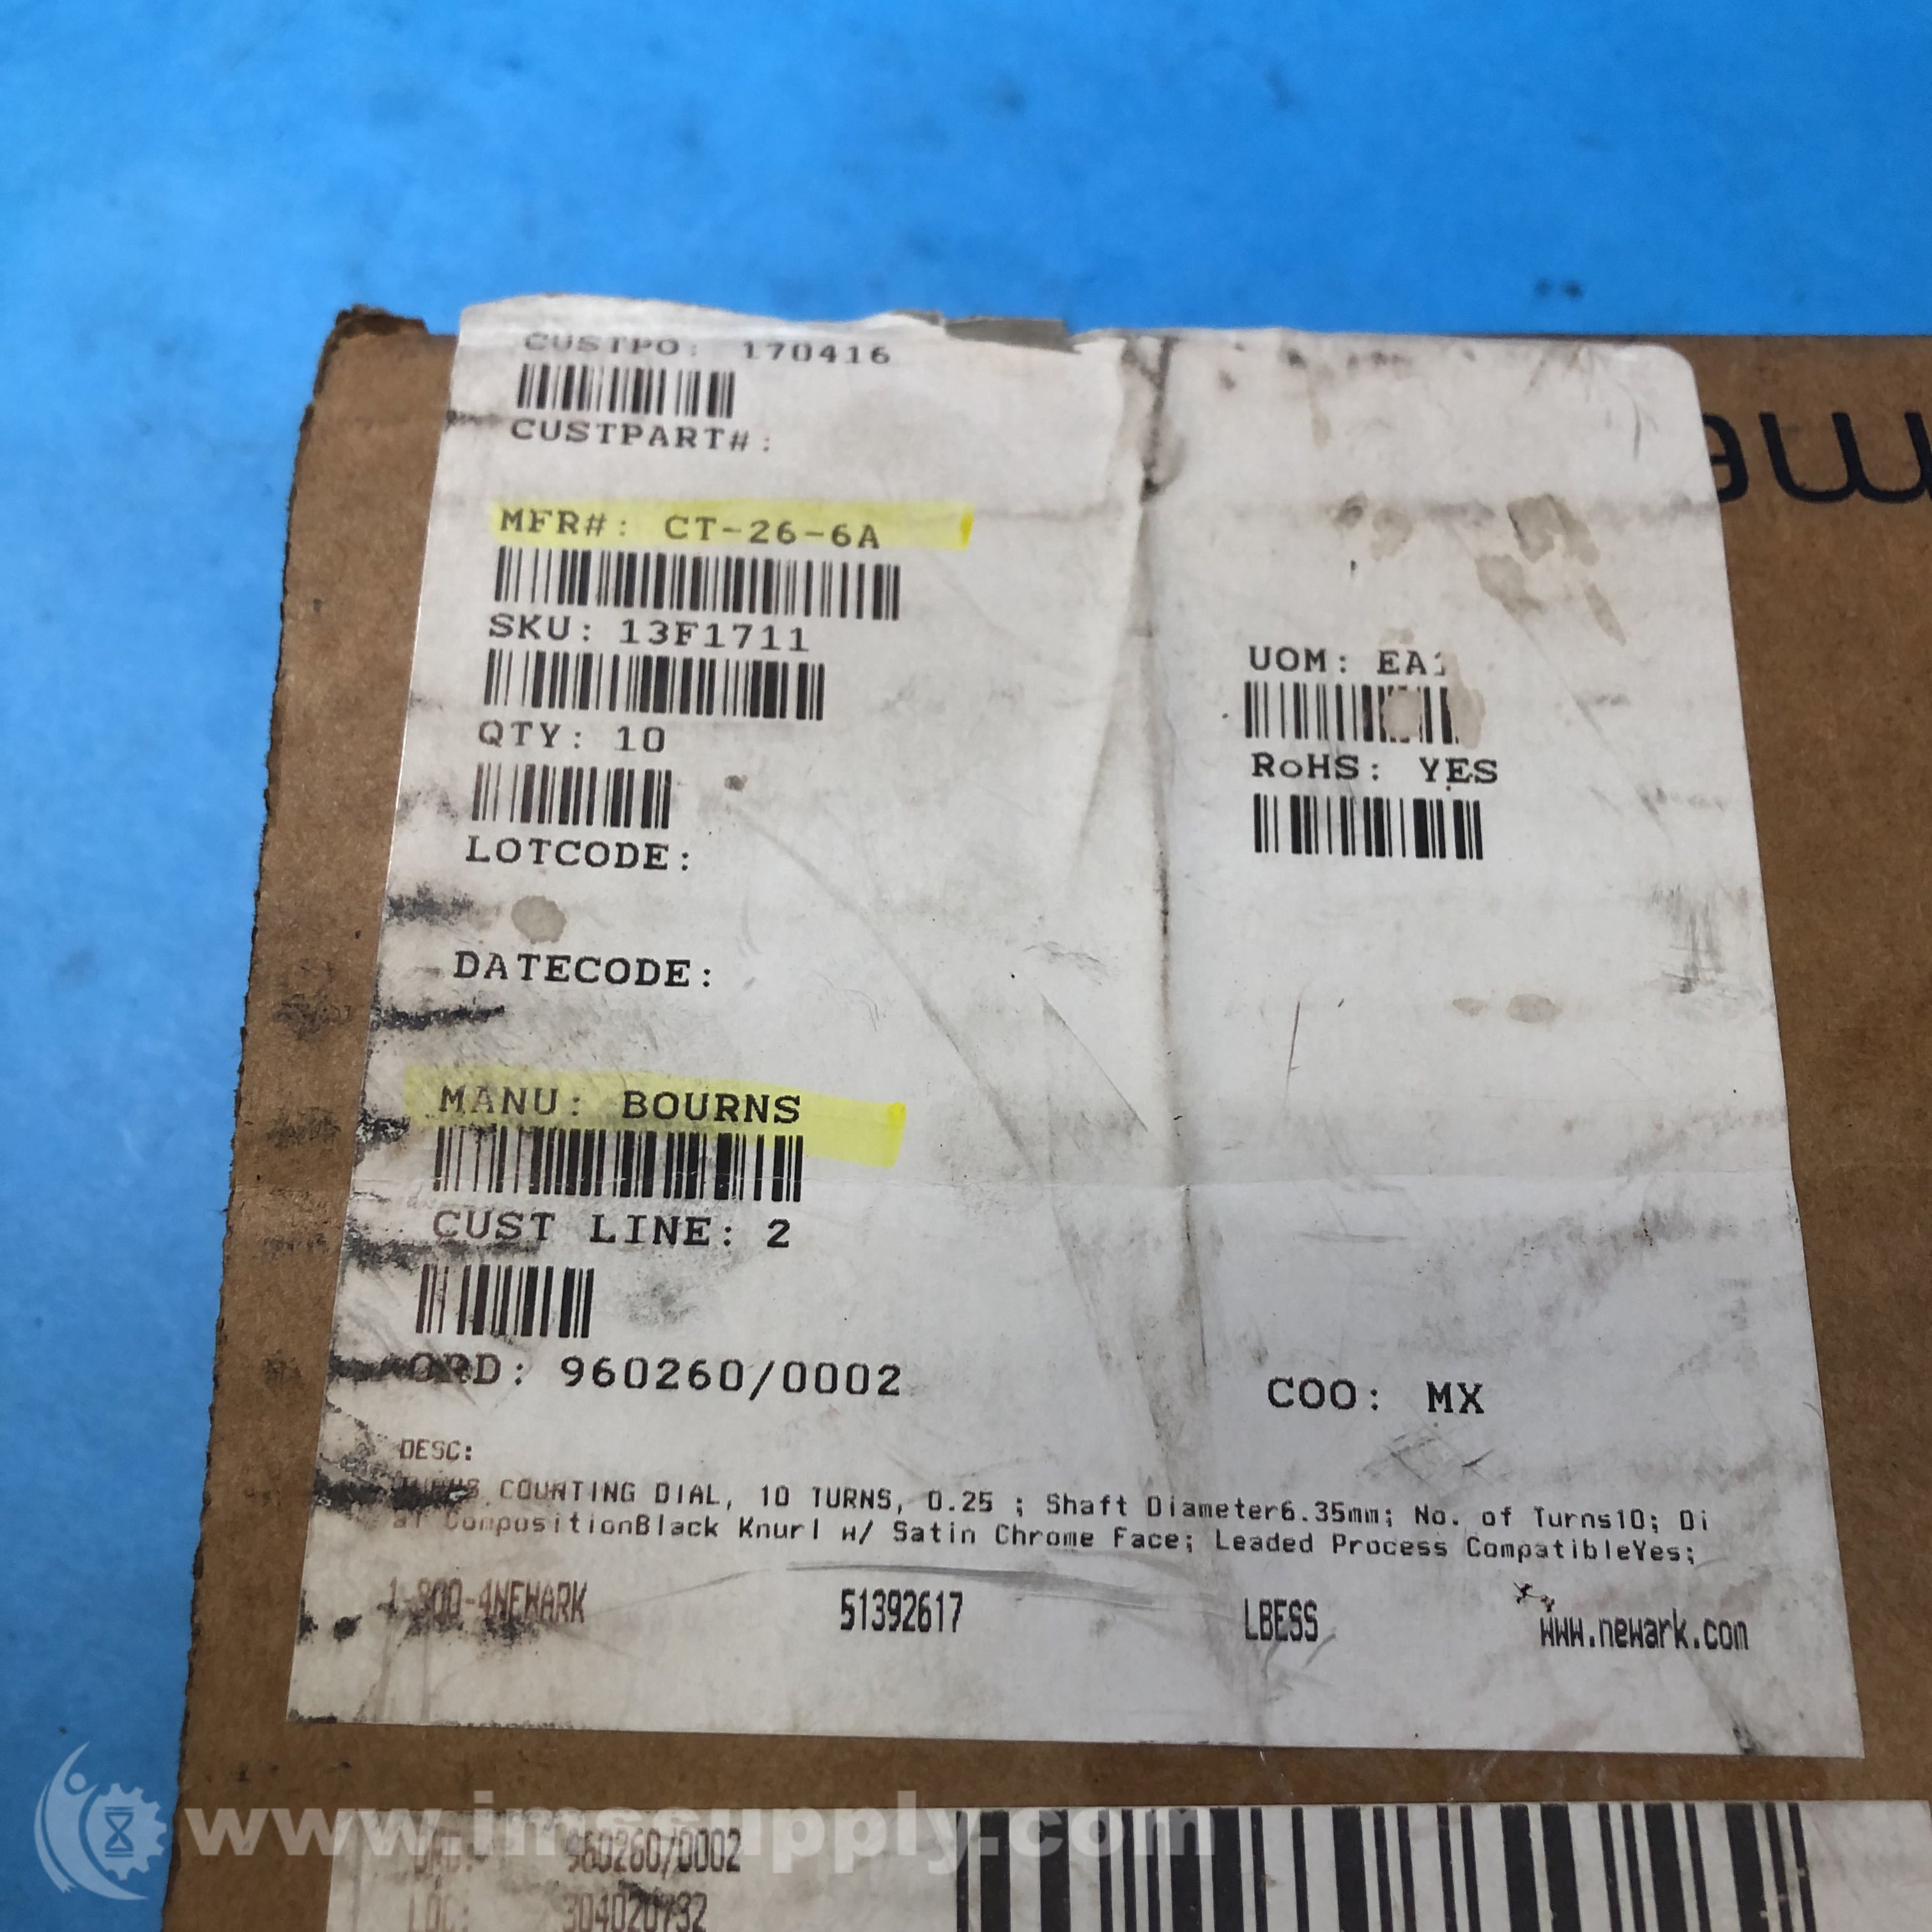 CUSTPO: 170416
CUSTPART#:
MFR#: CT-26-6A
SKU: 13F1711
UOM: EA1
QTY: 10
RoHS: YES
LOTCODE:
DATECODE:
MANU: BOURNS
CUST LINE: 2
ORD: 960260/0002
COO: MX
DESC:
COUNTING DIAL, 10 TURNS, 0.25 ; Shaft Diameter6.35mm; No. of Turns10; Di
al CompositionBlack Knurl w/ Satin Chrome Face; Leaded Process CompatibleYes;
1-800-4NEWARK 51392617 LBESS www.newark.com
www.imssupply.com
960260/0002
LOC: 304020732